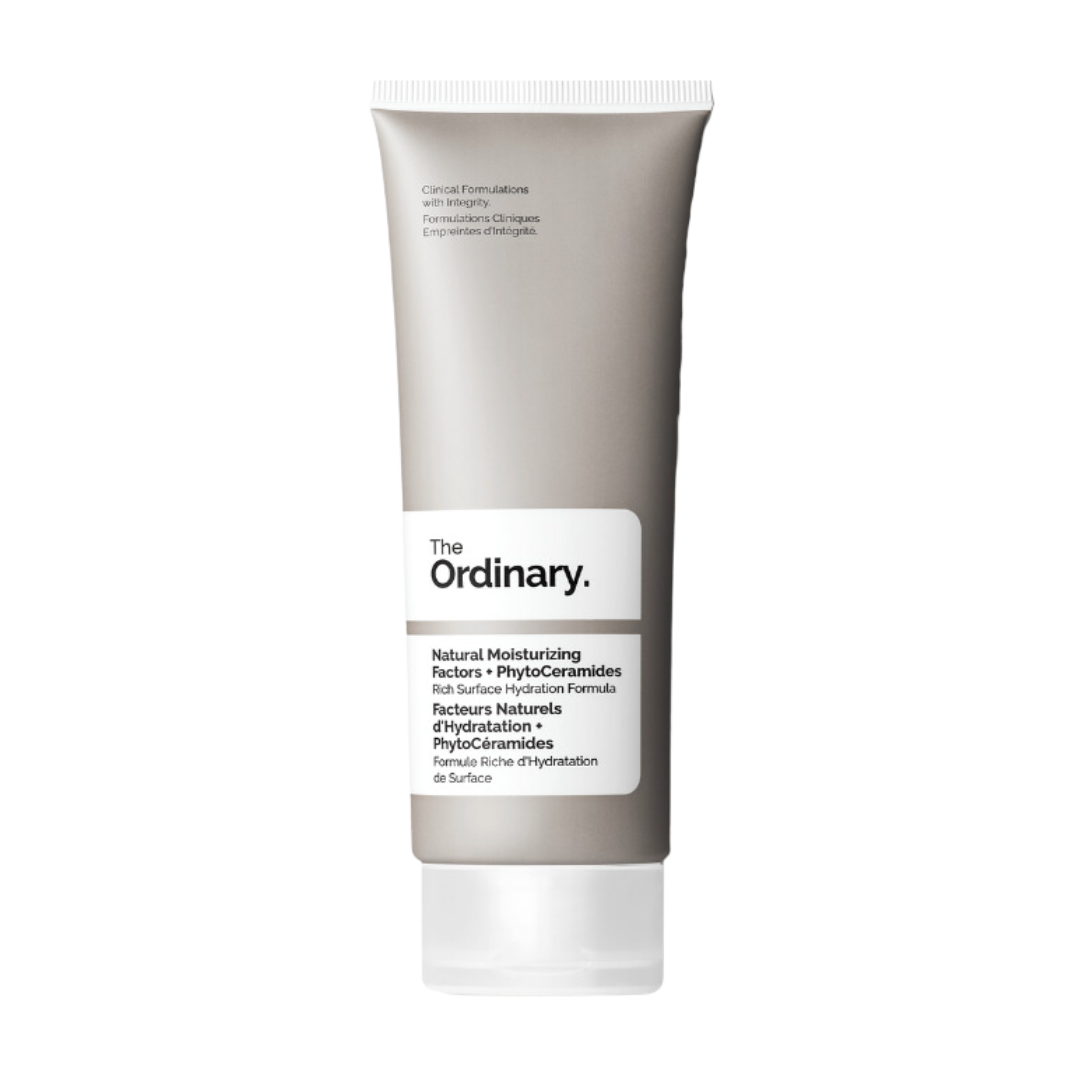 Clinical Formulations
with Integrity.
Formulations Cliniques
Empreintes d'Intégrité.
The
Ordinary.
Natural Moisturizing
Factors + PhytoCeramides
Rich Surface Hydration Formula
Facteurs Naturels
d'Hydratation +
PhytoCéramides
Formule Riche d'Hydratation
de Surface